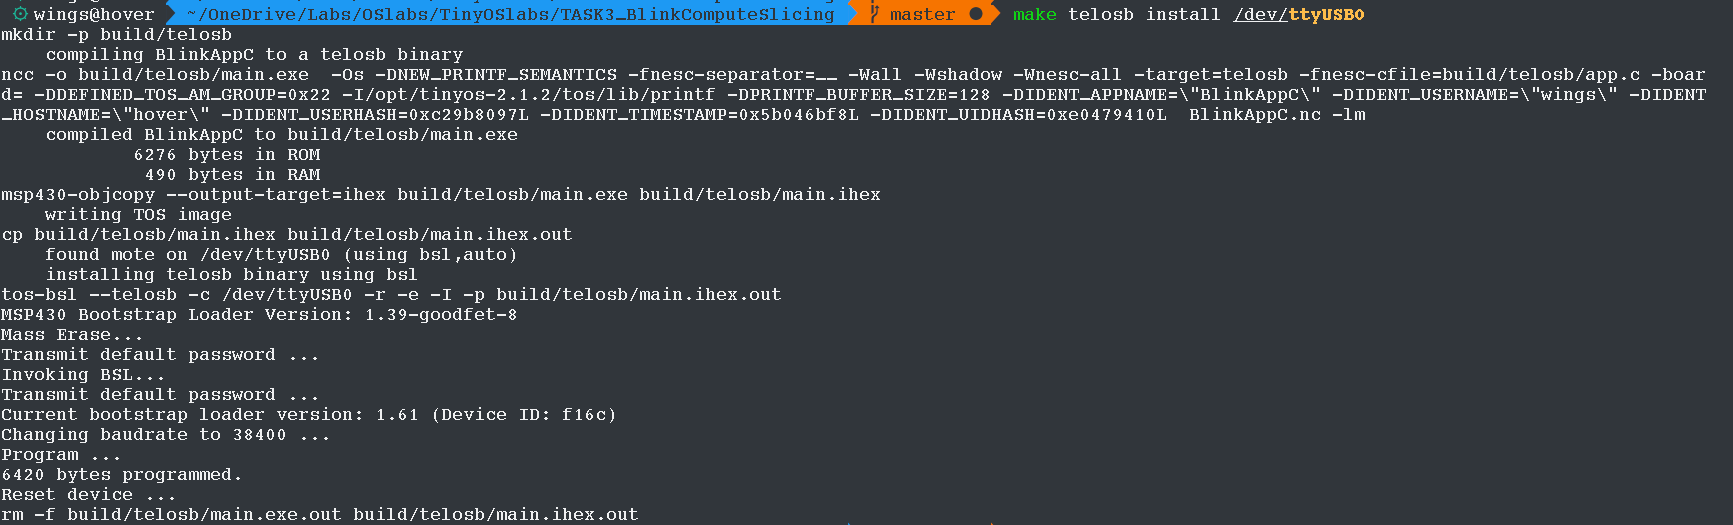 wings@hover ~/OneDrive/Labs/OSlabs/TinyOSlabs/TASK3_BlinkComputeSlicing master ● make telosb install /dev/ttyUSB0
mkdir -p build/telosb
    compiling BlinkAppC to a telosb binary
ncc -o build/telosb/main.exe  -Os -DNEW_PRINTF_SEMANTICS -fnesc-separator=__ -Wall -Wshadow -Wnesc-all -target=telosb -fnesc-cfile=build/telosb/app.c -boar
d= -DDEFINED_TOS_AM_GROUP=0x22 -I/opt/tinyos-2.1.2/tos/lib/printf -DPRINTF_BUFFER_SIZE=128 -DIDENT_APPNAME=\"BlinkAppC\" -DIDENT_USERNAME=\"wings\" -DIDENT
_HOSTNAME=\"hover\" -DIDENT_USERHASH=0xc29b8097L -DIDENT_TIMESTAMP=0x5b046bf8L -DIDENT_UIDHASH=0xe0479410L  BlinkAppC.nc -lm
    compiled BlinkAppC to build/telosb/main.exe
            6276 bytes in ROM
             490 bytes in RAM
msp430-objcopy --output-target=ihex build/telosb/main.exe build/telosb/main.ihex
    writing TOS image
cp build/telosb/main.ihex build/telosb/main.ihex.out
    found mote on /dev/ttyUSB0 (using bsl,auto)
    installing telosb binary using bsl
tos-bsl --telosb -c /dev/ttyUSB0 -r -e -I -p build/telosb/main.ihex.out
MSP430 Bootstrap Loader Version: 1.39-goodfet-8
Mass Erase...
Transmit default password ...
Invoking BSL...
Transmit default password ...
Current bootstrap loader version: 1.61 (Device ID: f16c)
Changing baudrate to 38400 ...
Program ...
6420 bytes programmed.
Reset device ...
rm -f build/telosb/main.exe.out build/telosb/main.ihex.out